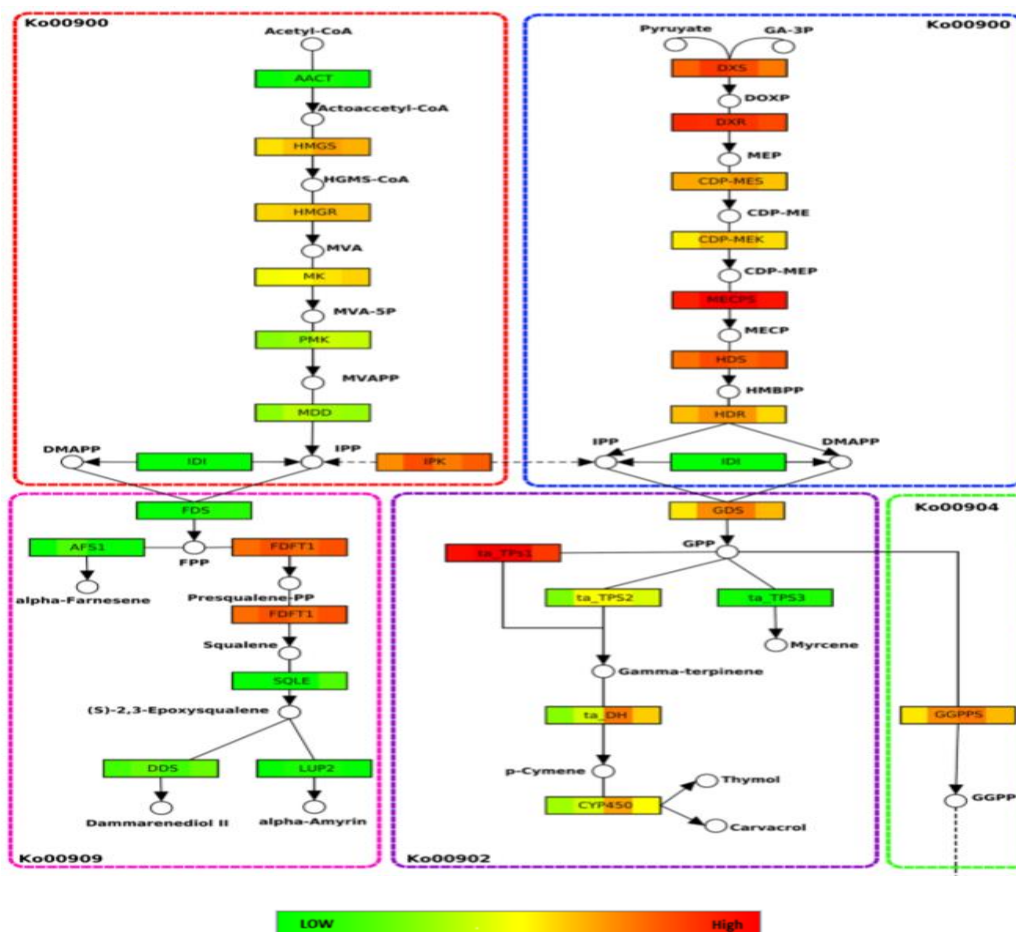 Ko00900
Acetyl-CoA
AACT
Actoaccetyl-CoA
HMGS
HGMS-CoA
HMGR
MVA
MK
MVA-5P
PMK
MVAPP
MDD
DMAPP
IDI
IPP
IPK
Ko00900
Pyruyate
GA-3P
DXS
DOXP
DXR
MEP
CDP-MES
CDP-ME
CDP-MEK
CDP-MEP
MECPS
MECP
HDS
HMBPP
HDR
IPP
IDI
DMAPP
FDS
AFS1
FPP
FDFT1
alpha-Farnesene
Presqualene-PP
FDFT1
Squalene
SQLE
(S)-2,3-Epoxysqualene
DDS
LUP2
Dammarenediol II
alpha-Amyrin
Ko00909
GDS
GPP
ta_TPs1
ta_TPS2
ta_TPS3
Myrcene
Gamma-terpinene
ta_DH
p-Cymene
CYP450
Thymol
Carvacrol
Ko00902
Ko00904
GGPPS
GGPP
LOW
High